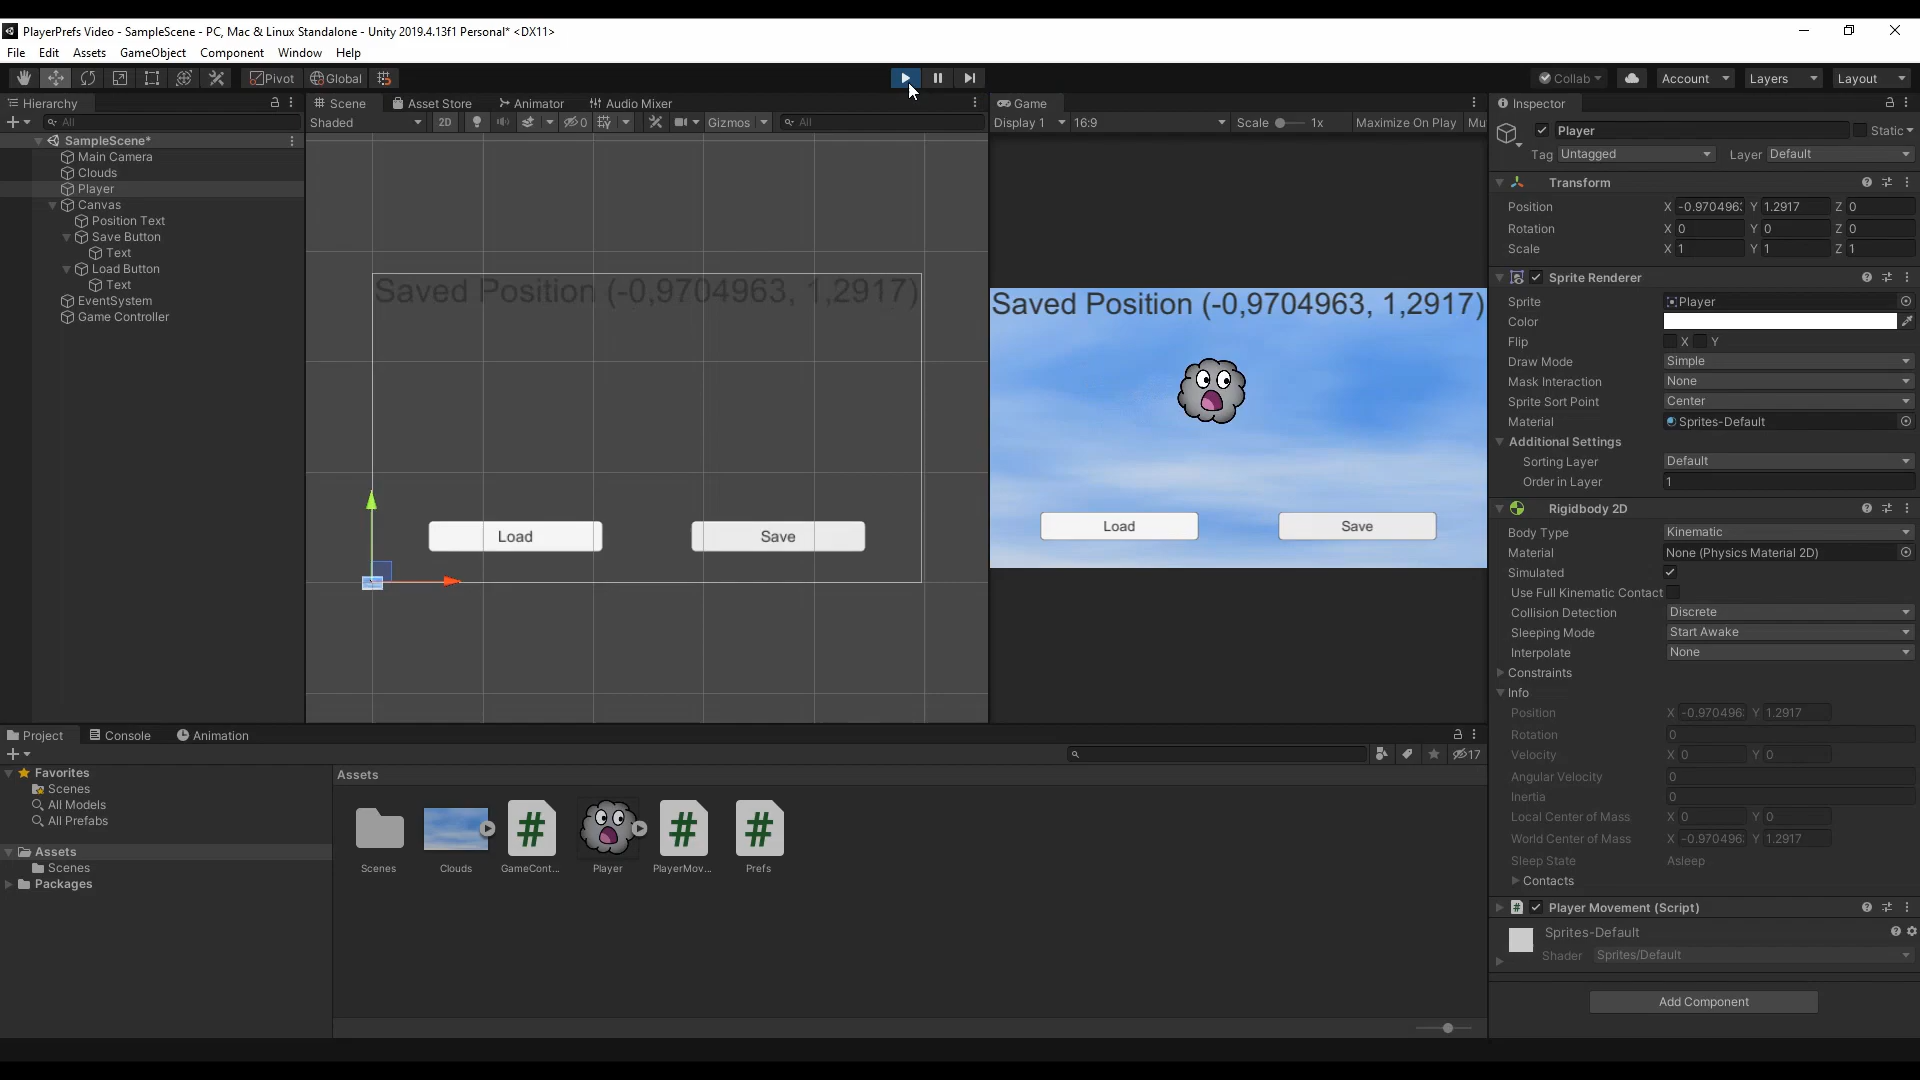 PlayerPrefs Video - SampleScene - PC, Mac & Linux Standalone - Unity 2019.4.13f1 Personal* <DX11>
File Edit Assets GameObject Component Window Help
Pivot Global Collab Account Layers Layout
Hierarchy
All
SampleScene*
Main Camera
Clouds
Player
Canvas
Position Text
Save Button
Text
Load Button
Text
EventSystem
Game Controller
Scene Asset Store Animator Audio Mixer
Shaded 2D 0 Gizmos All
Saved Position (-0,9704963, 1,2917)
Load Save
Game
Display 1 16:9 Scale 1x Maximize On Play Mu
Saved Position (-0,9704963, 1,2917)
Load Save
Inspector
Player Static
Tag Untagged Layer Default
Transform
Position X -0.970496 Y 1.2917 Z 0
Rotation X 0 Y 0 Z 0
Scale X 1 Y 1 Z 1
Sprite Renderer
Sprite Player
Color
Flip X Y
Draw Mode Simple
Mask Interaction None
Sprite Sort Point Center
Material Sprites-Default
Additional Settings
Sorting Layer Default
Order in Layer 1
Rigidbody 2D
Body Type Kinematic
Material None (Physics Material 2D)
Simulated
Use Full Kinematic Contact
Collision Detection Discrete
Sleeping Mode Start Awake
Interpolate None
Constraints
Info
Position X -0.970496 Y 1.2917
Rotation 0
Velocity X 0 Y 0
Angular Velocity 0
Inertia 0
Local Center of Mass X 0 Y 0
World Center of Mass X -0.970496 Y 1.2917
Sleep State Asleep
Contacts
Player Movement (Script)
Sprites-Default
Shader Sprites/Default
Add Component
Project Console Animation
17
Favorites
Scenes
All Models
All Prefabs
Assets
Scenes
Packages
Assets
Scenes Clouds GameCont... Player PlayerMov... Prefs